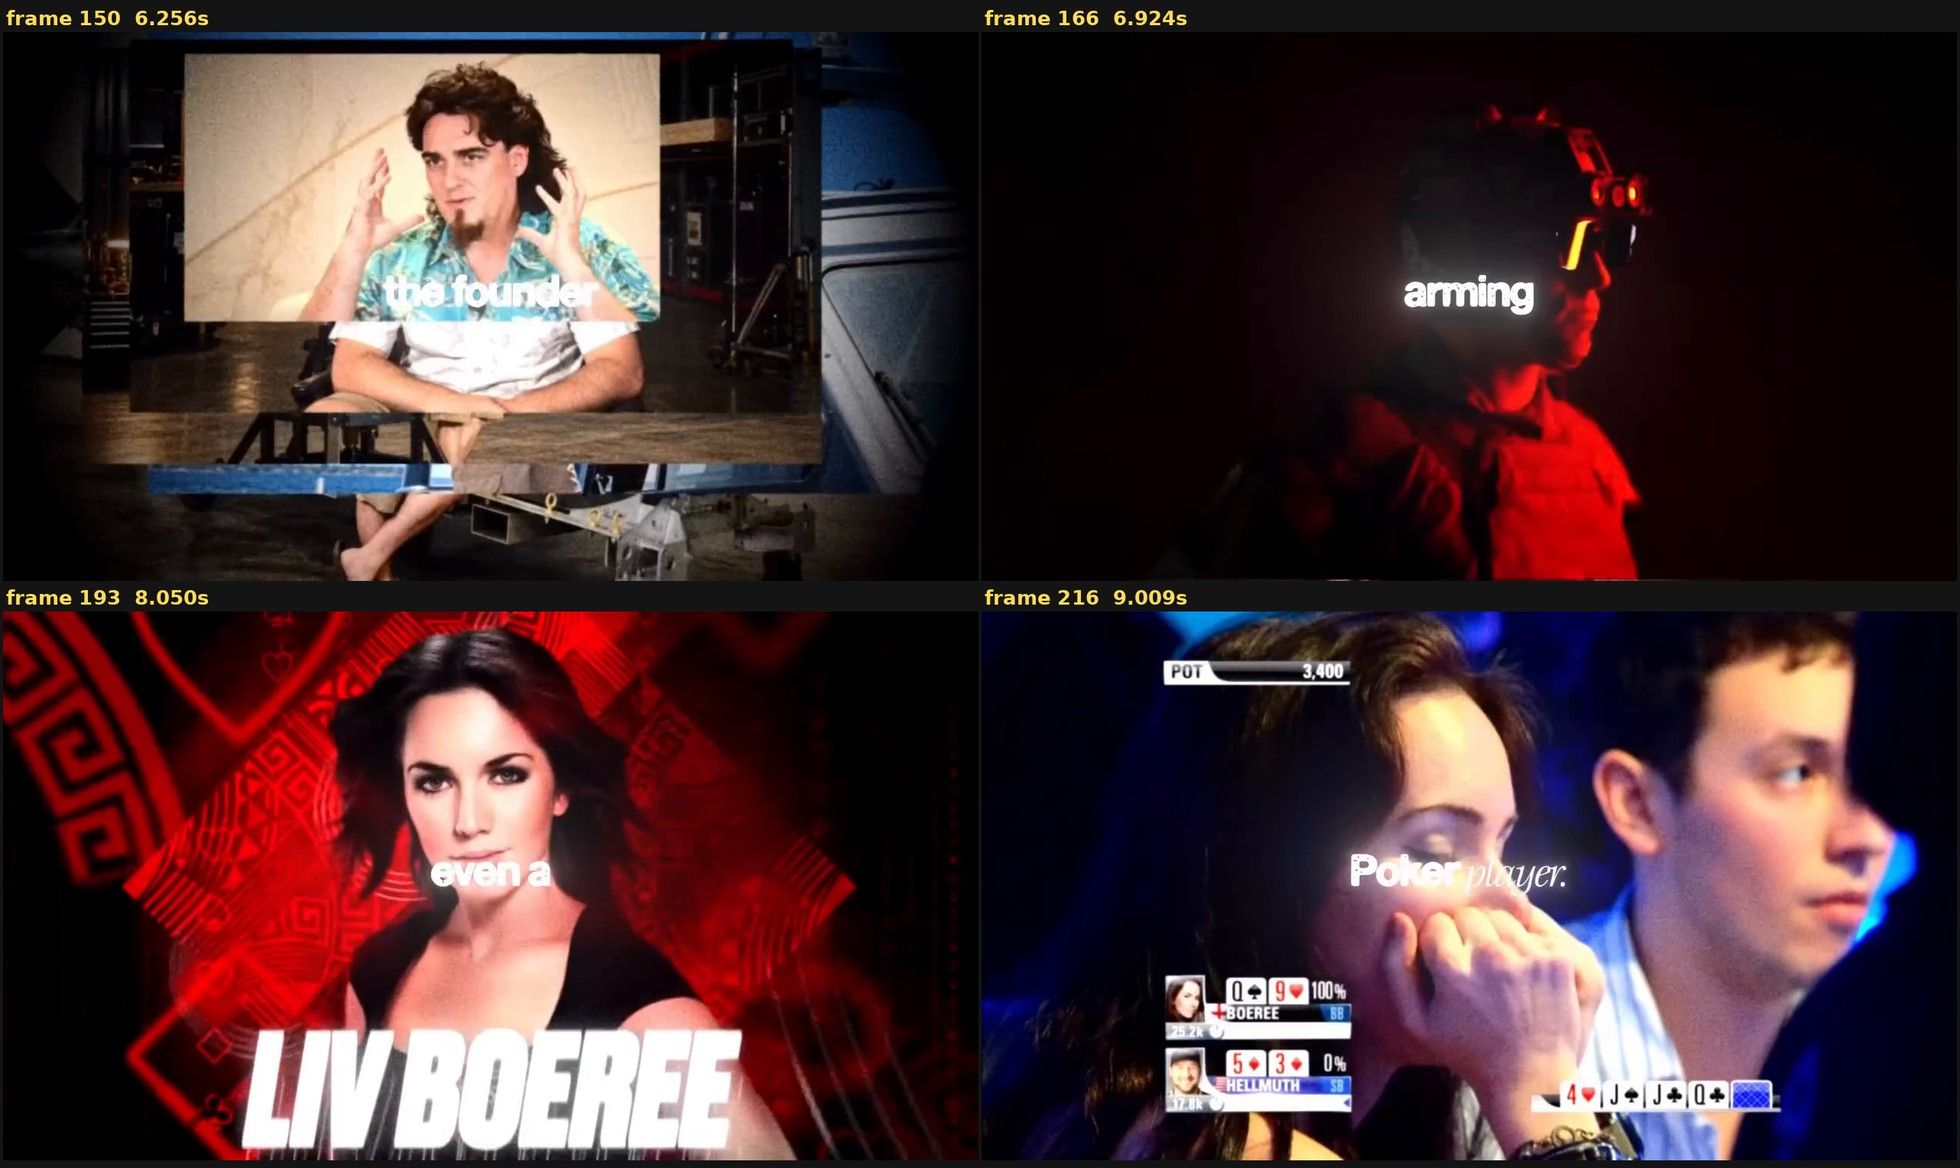 frame 150 6.256s
the founder
frame 166 6.924s
arming
frame 193 8.050s
even a
LIV BOEREE
frame 216 9.009s
POT 3,400
Poker player.
Q♠ 9♥ 100%
BOEREE BB
25.2k
5♦ 3♦ 0%
HELLMUTH SB
17.8k
4♥ J♠ J♣ Q♣